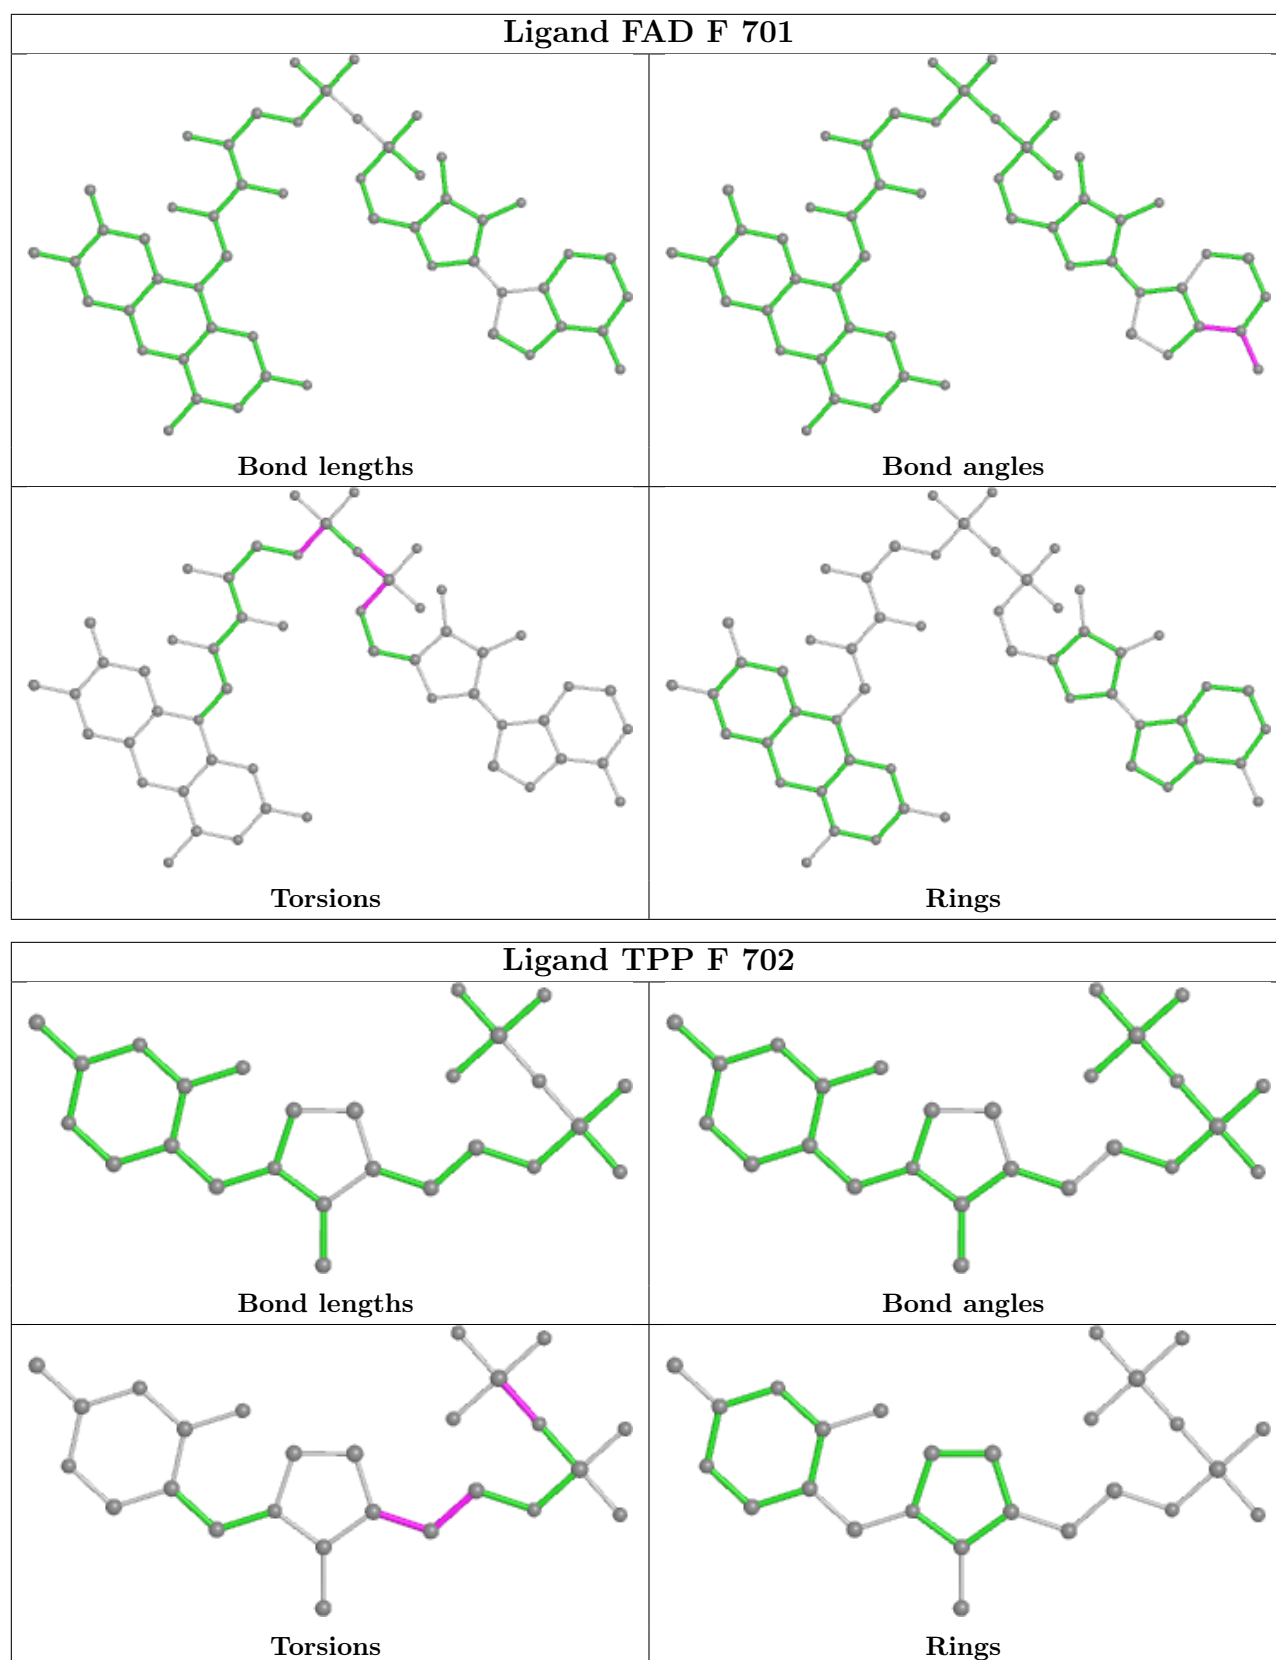 Ligand FAD F 701
Bond lengths
Bond angles
Torsions
Rings
Ligand TPP F 702
Bond lengths
Bond angles
Torsions
Rings